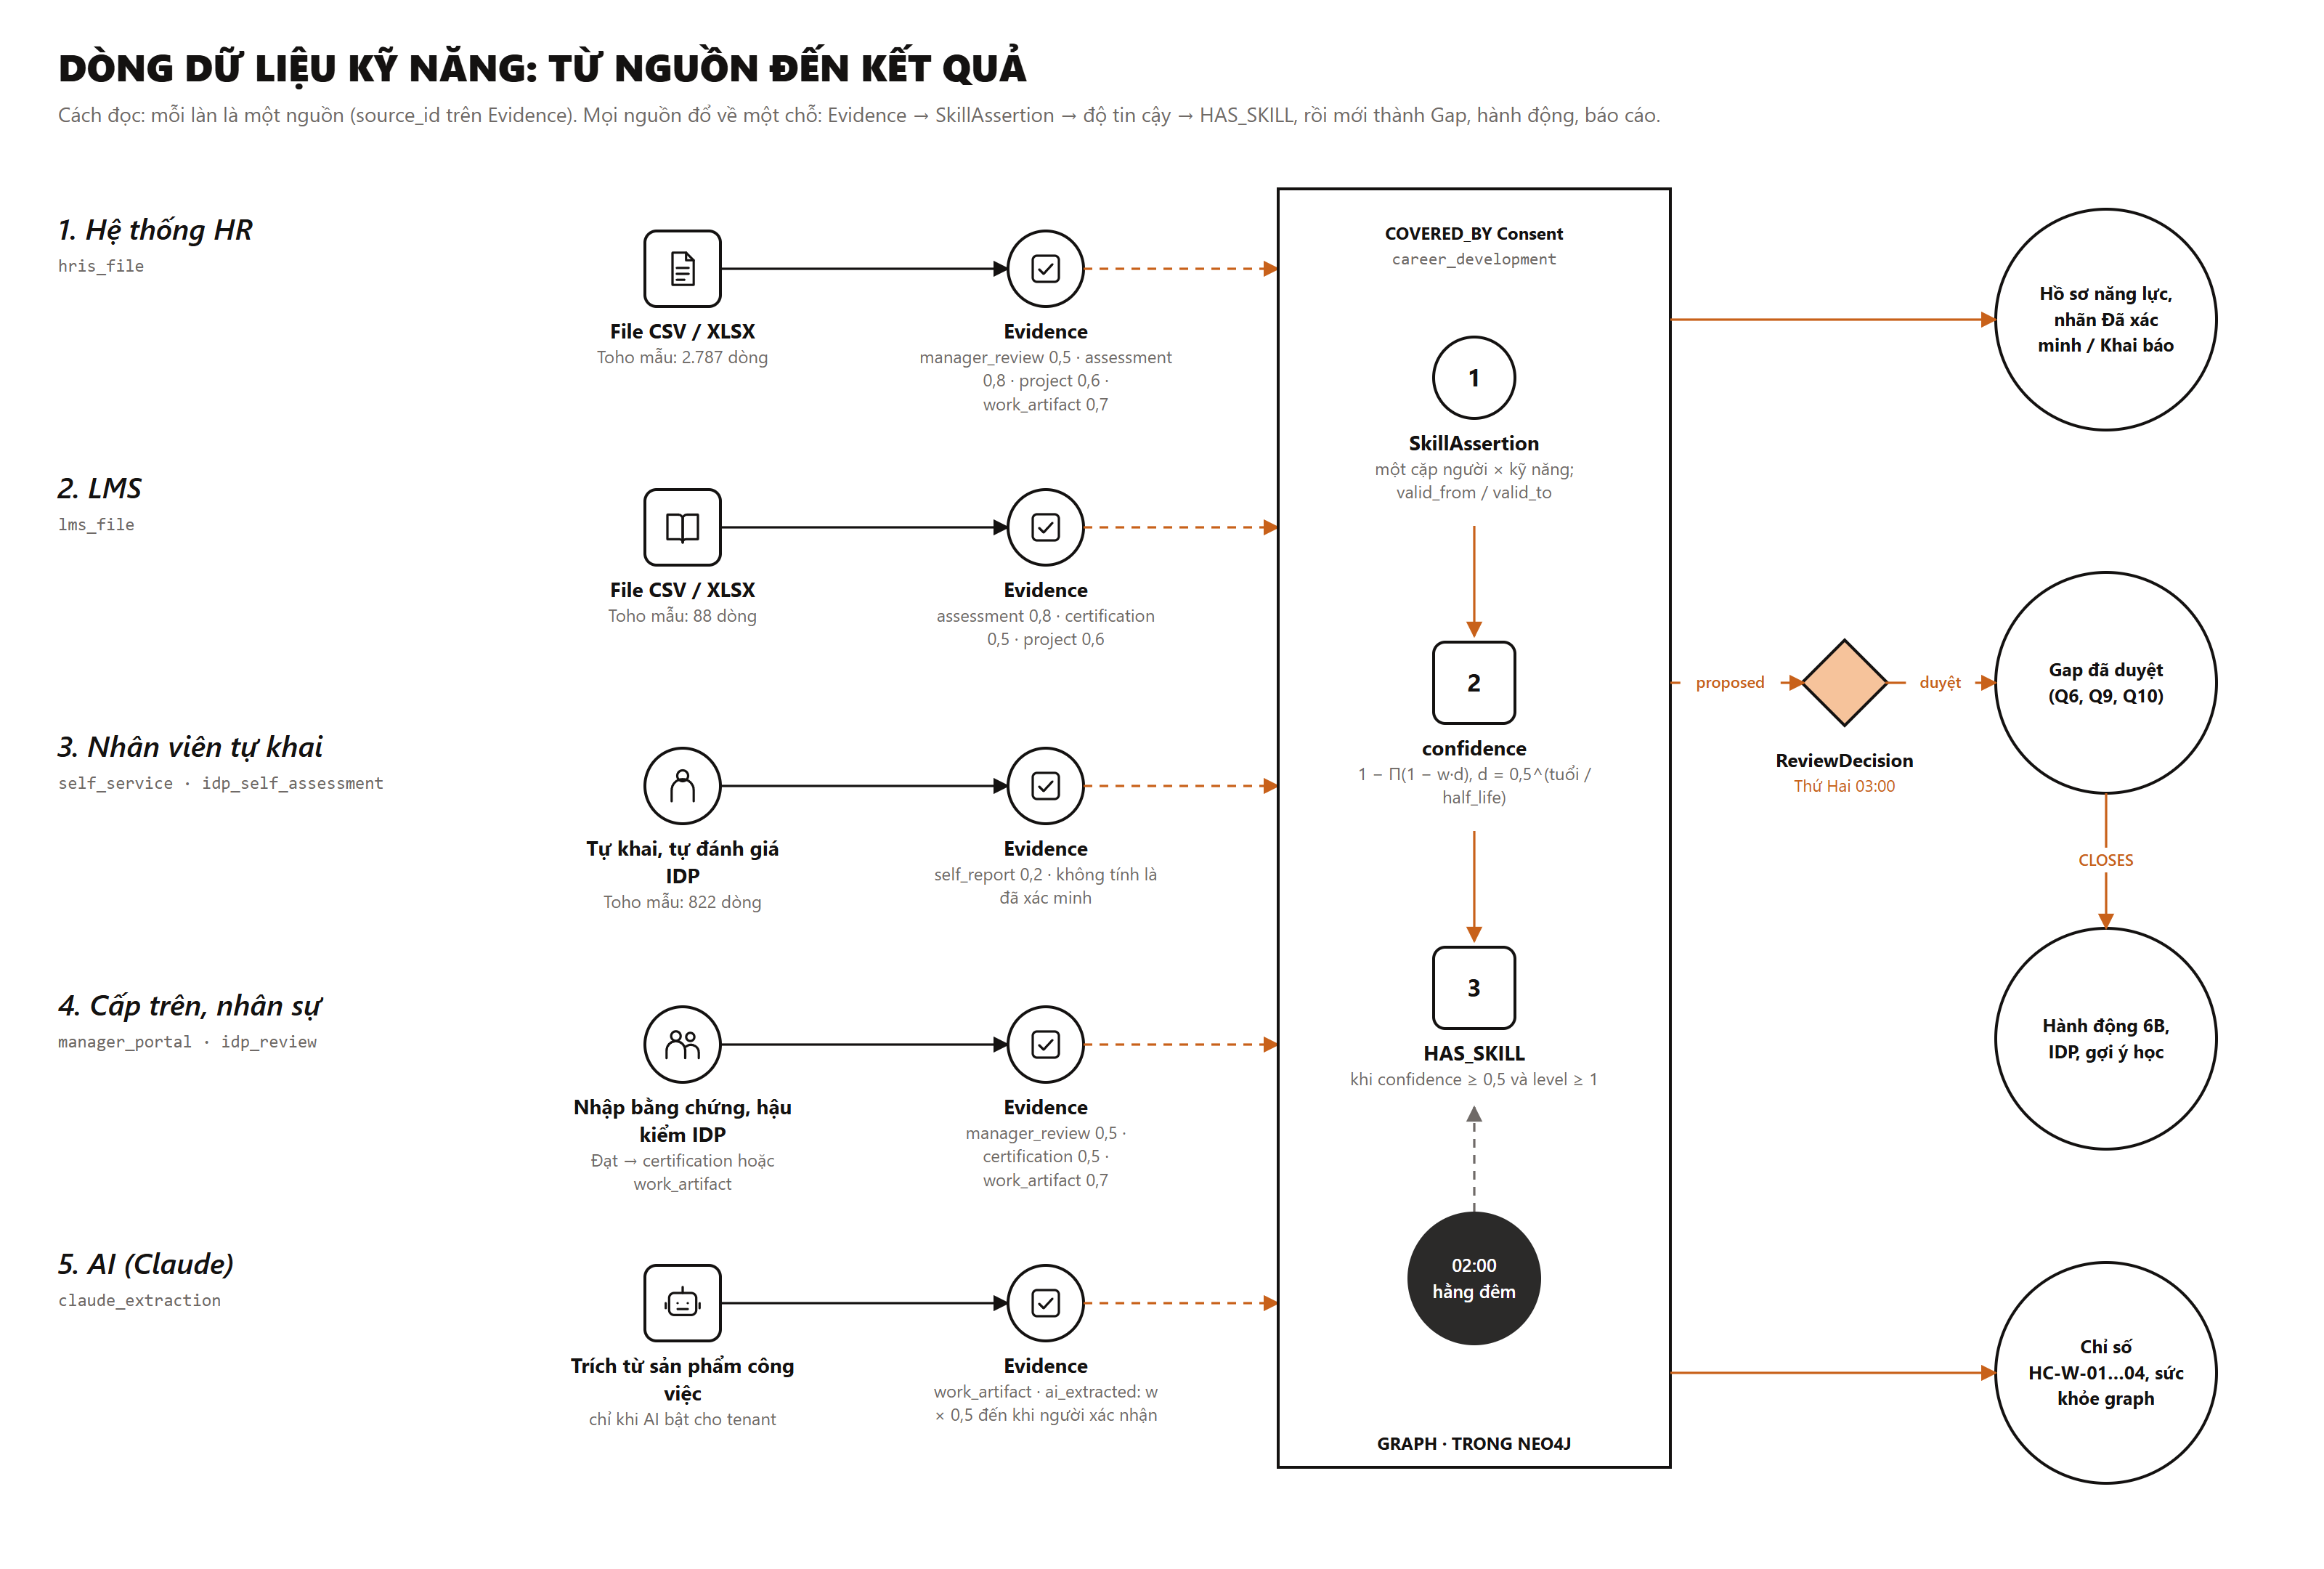 DÒNG DỮ LIỆU KỸ NĂNG: TỪ NGUỒN ĐẾN KẾT QUẢ
Cách đọc: mỗi làn là một nguồn (source_id trên Evidence). Mọi nguồn đổ về một chỗ: Evidence → SkillAssertion → độ tin cậy → HAS_SKILL, rồi mới thành Gap, hành động, báo cáo.
1. Hệ thống HR
hris_file
File CSV / XLSX
Toho mẫu: 2.787 dòng
Evidence
manager_review 0,5 · assessment
0,8 · project 0,6 ·
work_artifact 0,7
2. LMS
lms_file
File CSV / XLSX
Toho mẫu: 88 dòng
Evidence
assessment 0,8 · certification
0,5 · project 0,6
3. Nhân viên tự khai
self_service · idp_self_assessment
Tự khai, tự đánh giá
IDP
Toho mẫu: 822 dòng
Evidence
self_report 0,2 · không tính là
đã xác minh
4. Cấp trên, nhân sự
manager_portal · idp_review
Nhập bằng chứng, hậu
kiểm IDP
Đạt → certification hoặc
work_artifact
Evidence
manager_review 0,5 ·
certification 0,5 ·
work_artifact 0,7
5. AI (Claude)
claude_extraction
Trích từ sản phẩm công
việc
chỉ khi AI bật cho tenant
Evidence
work_artifact · ai_extracted: w
× 0,5 đến khi người xác nhận
COVERED_BY Consent
career_development
1
SkillAssertion
một cặp người × kỹ năng;
valid_from / valid_to
2
confidence
1 − Π(1 − w·d), d = 0,5^(tuổi /
half_life)
3
HAS_SKILL
khi confidence ≥ 0,5 và level ≥ 1
02:00
hằng đêm
GRAPH · TRONG NEO4J
Hồ sơ năng lực,
nhãn Đã xác
minh / Khai báo
proposed
duyệt
ReviewDecision
Thứ Hai 03:00
Gap đã duyệt
(Q6, Q9, Q10)
CLOSES
Hành động 6B,
IDP, gợi ý học
Chỉ số
HC-W-01…04, sức
khỏe graph